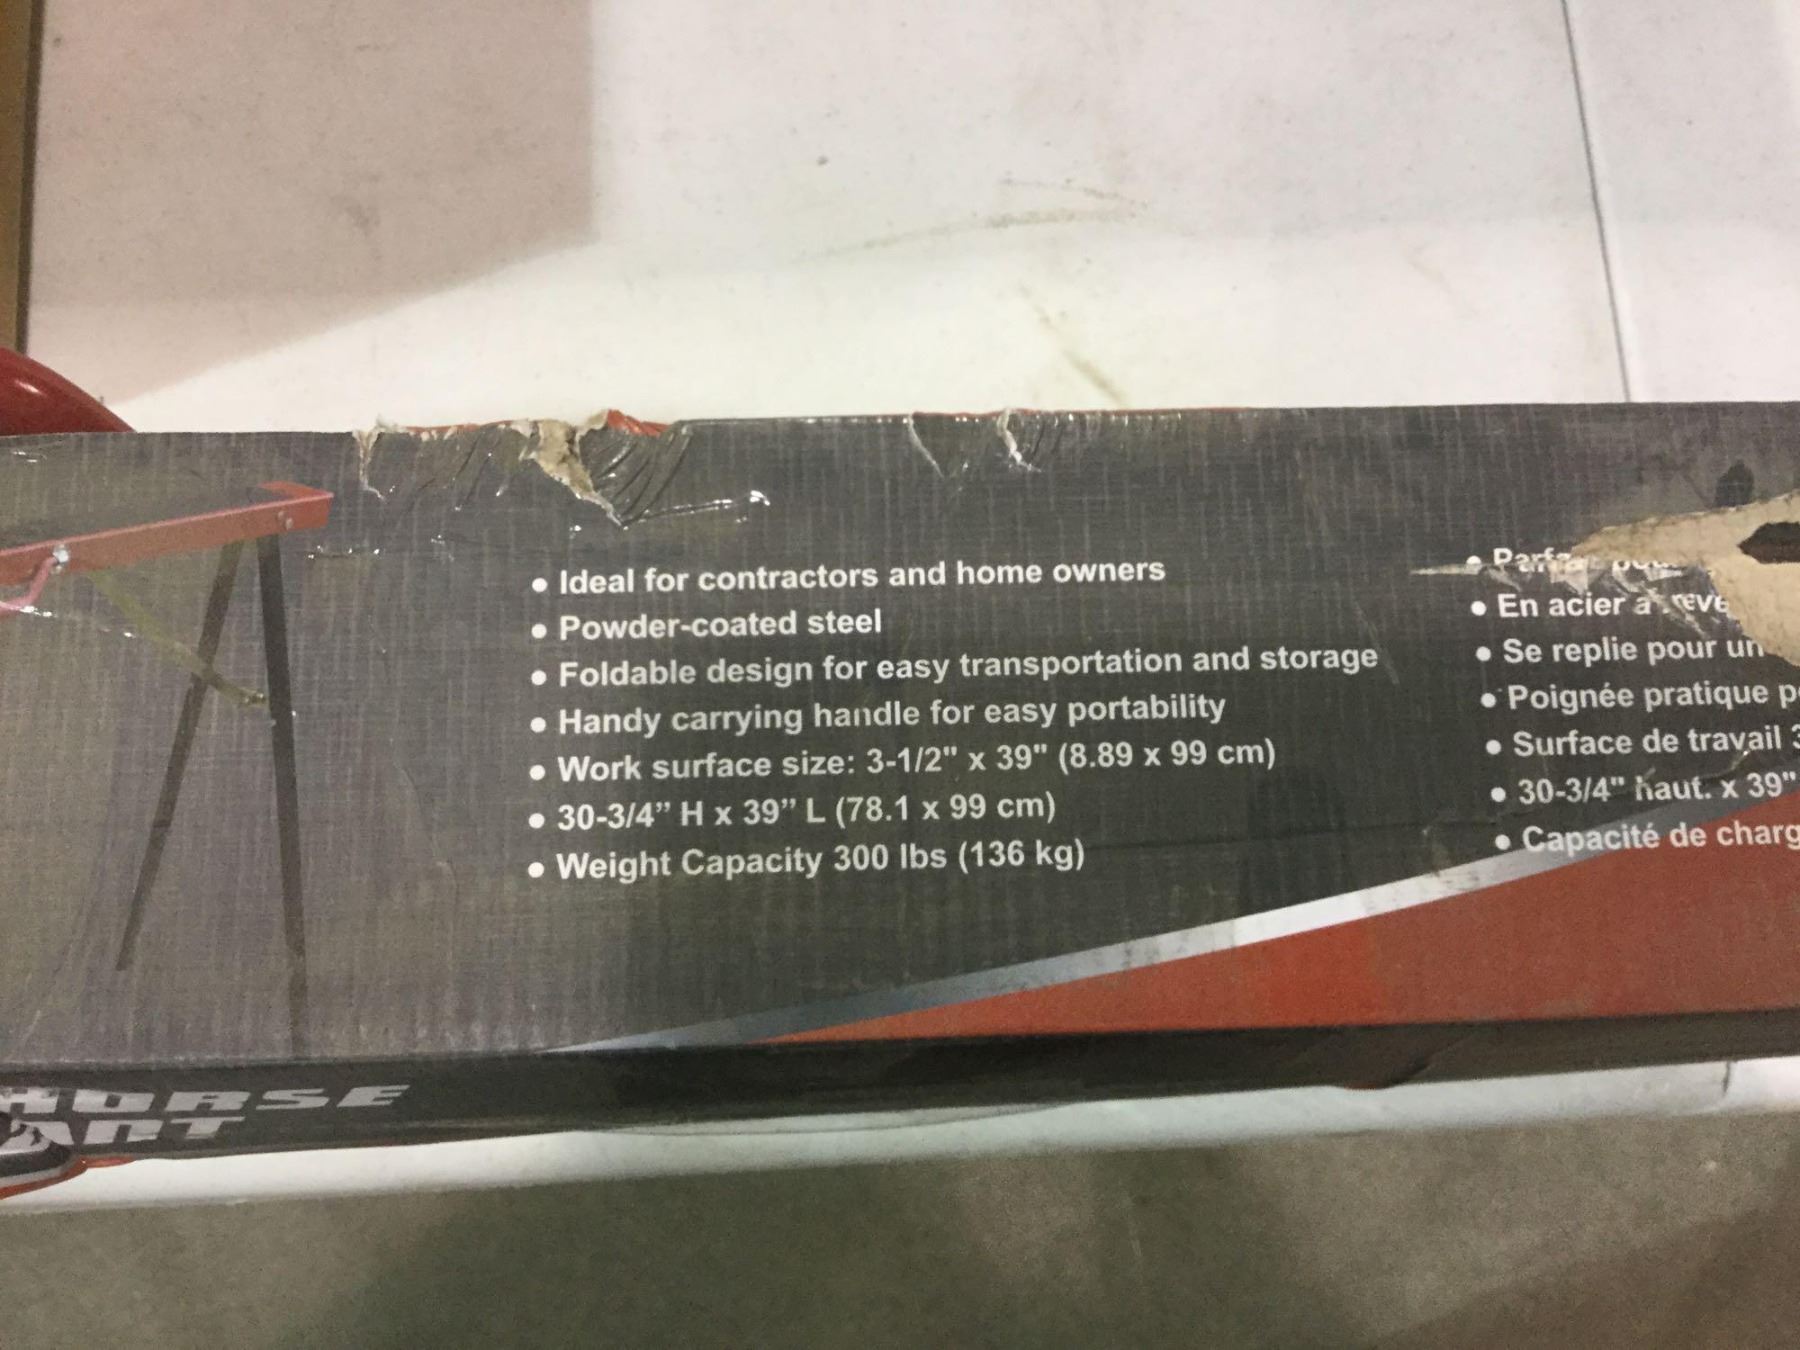 • Ideal for contractors and home owners
• Powder-coated steel
• Foldable design for easy transportation and storage
• Handy carrying handle for easy portability
• Work surface size: 3-1/2" x 39" (8.89 x 99 cm)
• 30-3/4” H x 39” L (78.1 x 99 cm)
• Weight Capacity 300 lbs (136 kg)
• En acier à
• Se replie pour un
• Poignée pratique
• Surface de travail 3
• 30-3/4" haut. x 39"
• Capacité de charg
HORSE